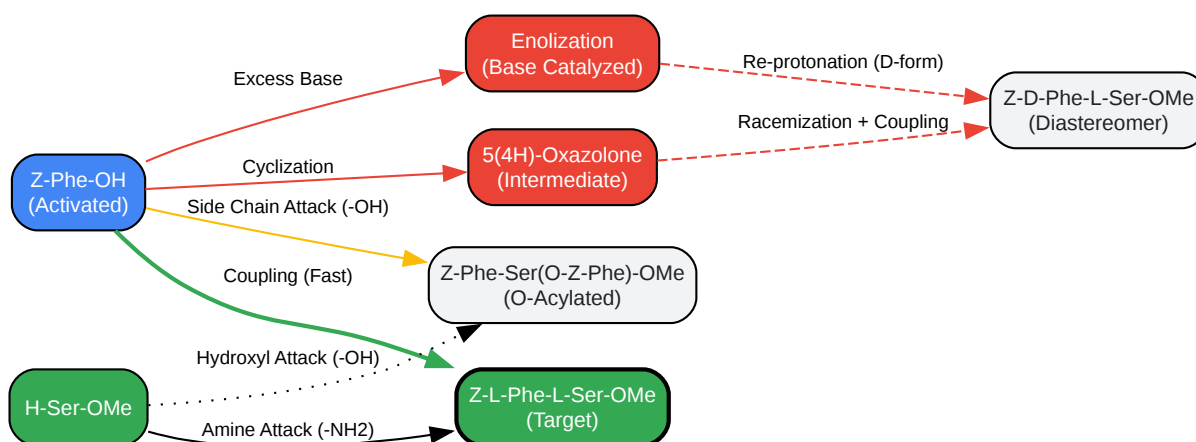 Enolization
(Base Catalyzed)
Re-protonation (D-form)
Excess Base
Z-D-Phe-L-Ser-OMe
(Diastereomer)
Racemization + Coupling
5(4H)-Oxazolone
(Intermediate)
Cyclization
Z-Phe-OH
(Activated)
Side Chain Attack (-OH)
Coupling (Fast)
Z-Phe-Ser(O-Z-Phe)-OMe
(O-Acylated)
Hydroxyl Attack (-OH)
H-Ser-OMe
Z-L-Phe-L-Ser-OMe
(Target)
Amine Attack (-NH2)